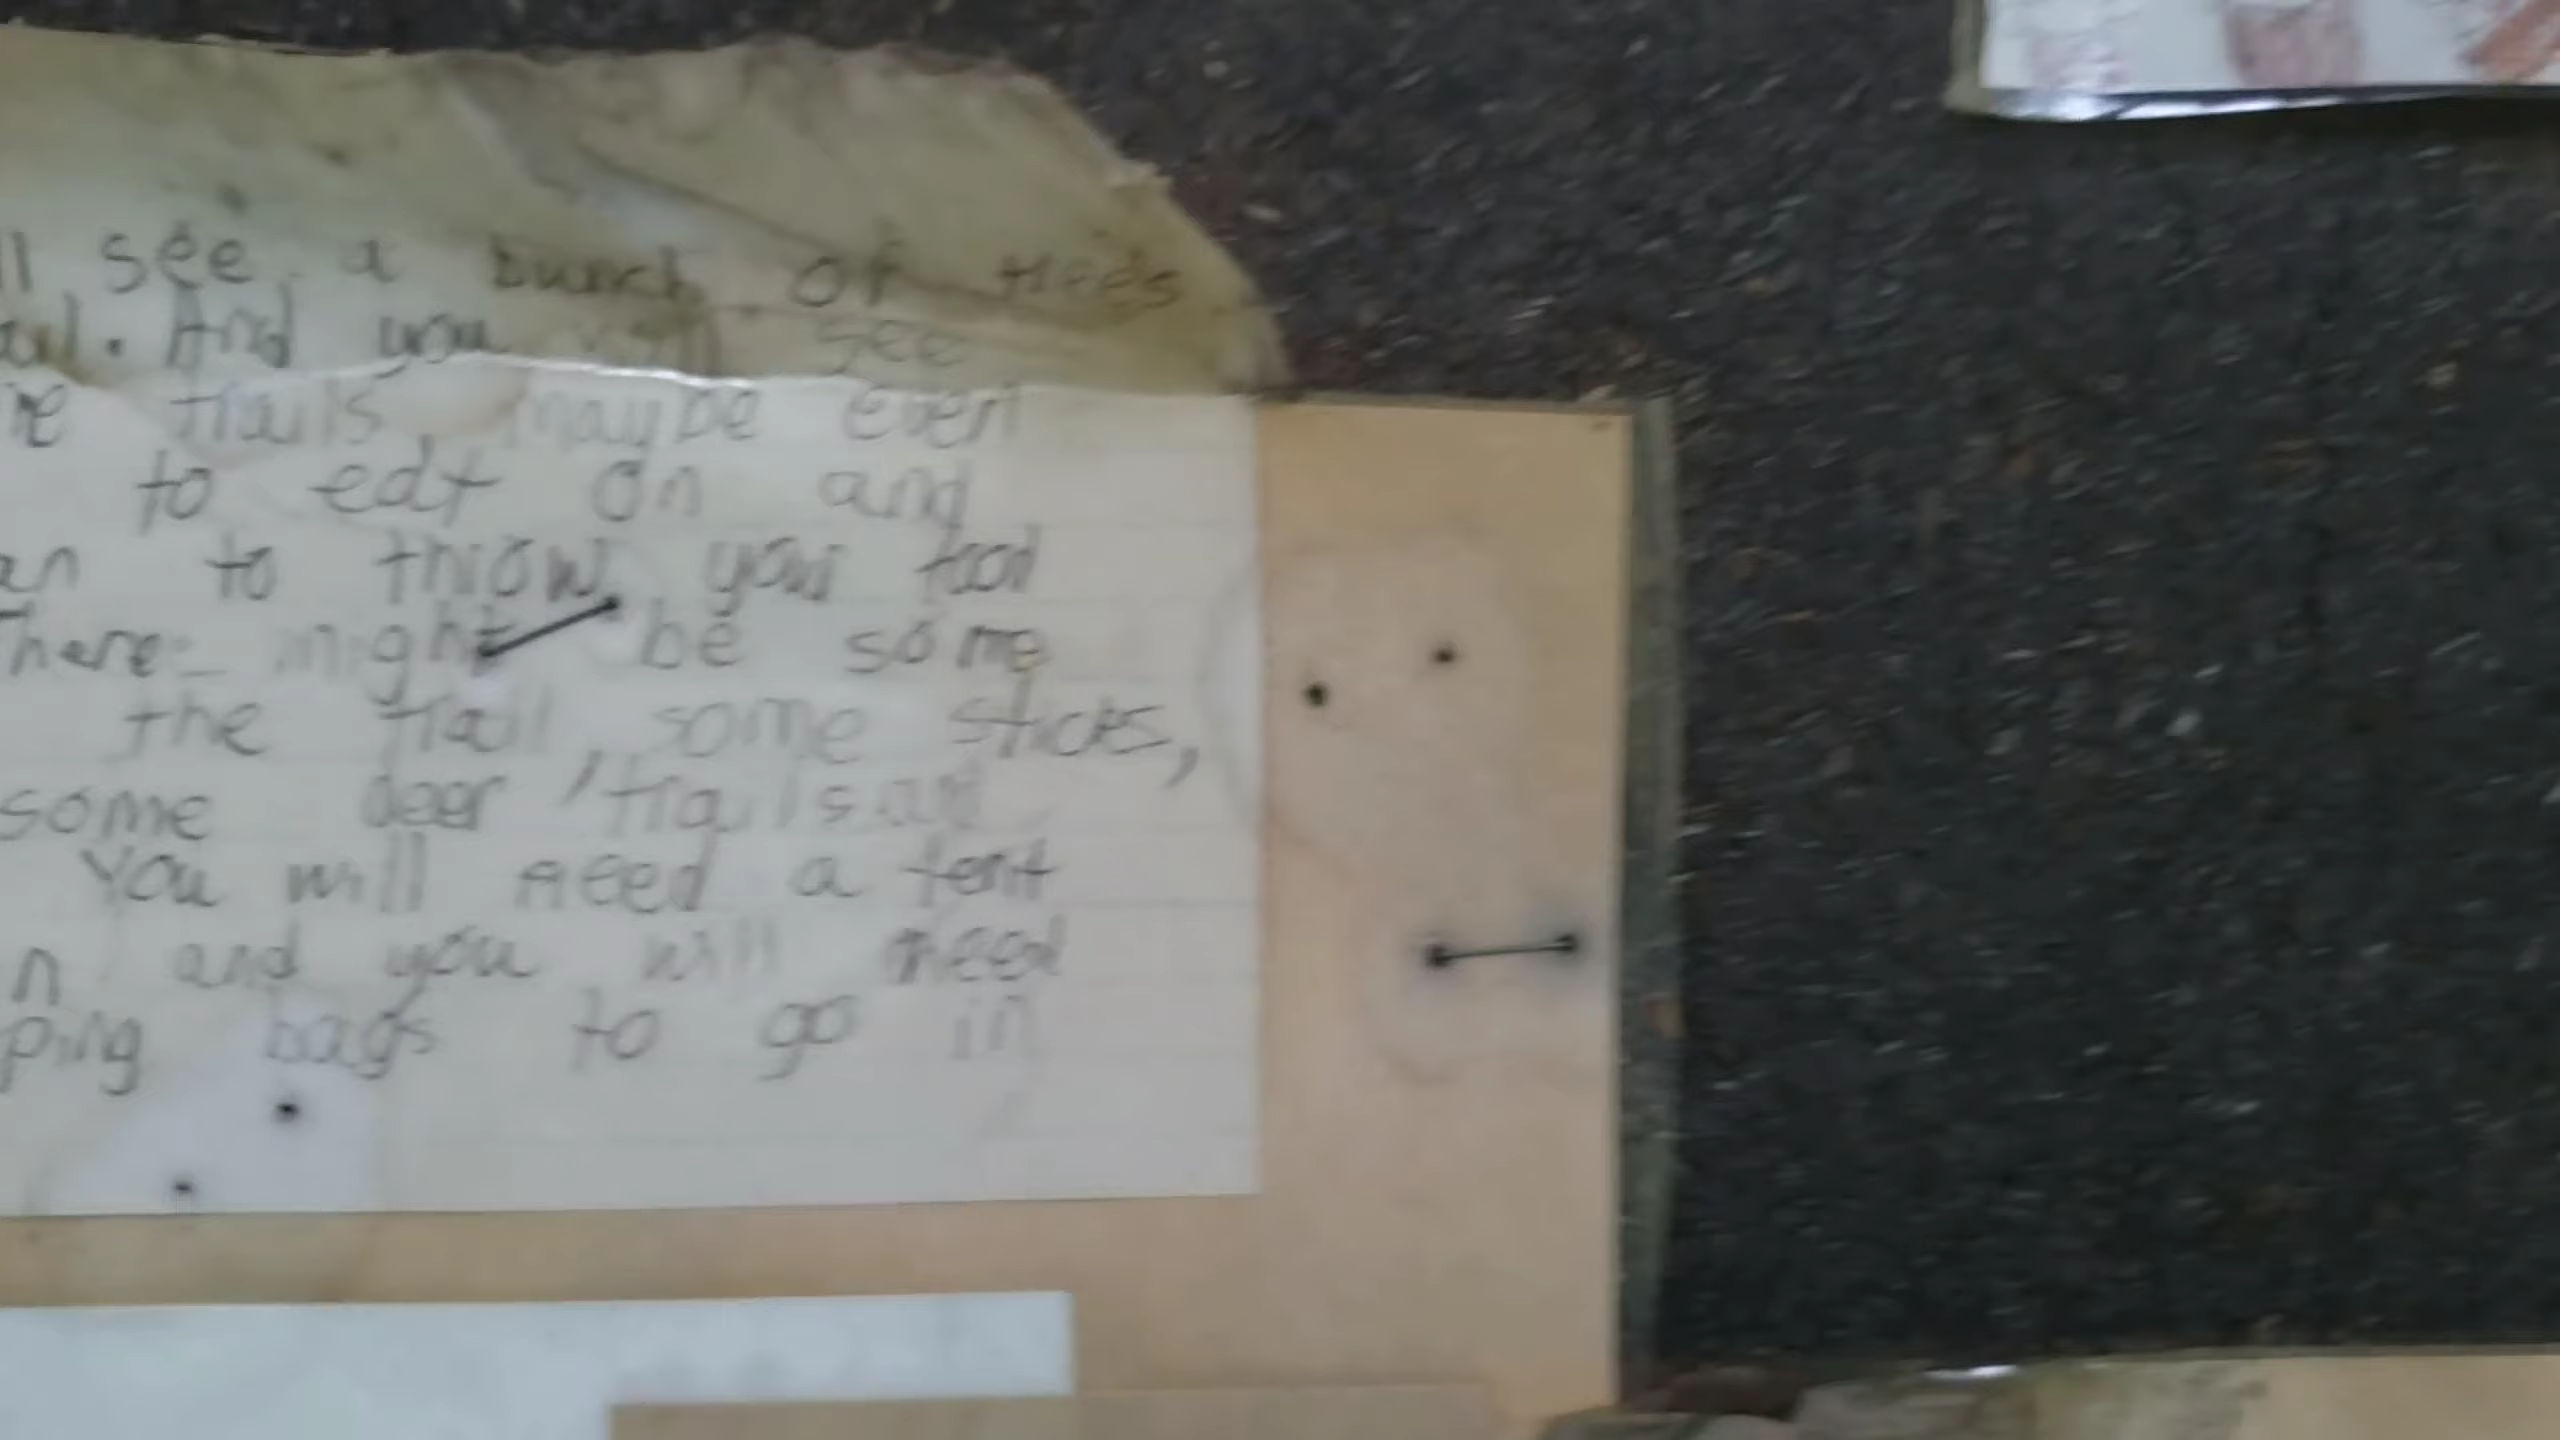 ll see a bunch of trees
And you will see
re trails maybe even
to eat on and
an to throw your food
There might be some
the trail, some sticks,
some deer, trails and
You will need a tent
n and you will need
ping bags to go in